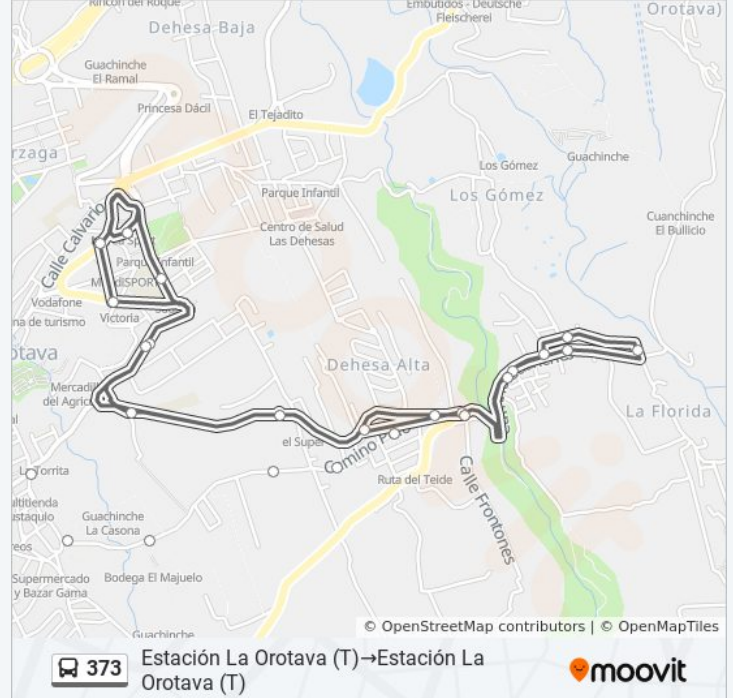 Rincón del Roque
Embutidos - Deutsche
Fleischerei
Orotava)
Dehesa Baja
Guachinche
El Ramal
Princesa Dácil
El Tejadito
rzaga
Los Gómez
Guachinche
Parque Infantil
Los Gómez
Calle Calvario
Centro de Salud
Las Dehesas
Cuanchinche
El Bullicio
Parque Infantil
Vodafone
na de turismo
Victoria
otava
Dehesa Alta
Mercadil
del Agric
La Florida
el Super
Camino P
Calle Frontones
La Torrita
Ruta del Teide
ultitienda
ustaquio
Guachinche
La Casona
eos
Supermercado
y Bazar Gama
Bodega El Majuelo
Guachinche
© OpenStreetMap contributors | © OpenMapTiles
373
Estación La Orotava (T)→Estación La
Orotava (T)
moovit